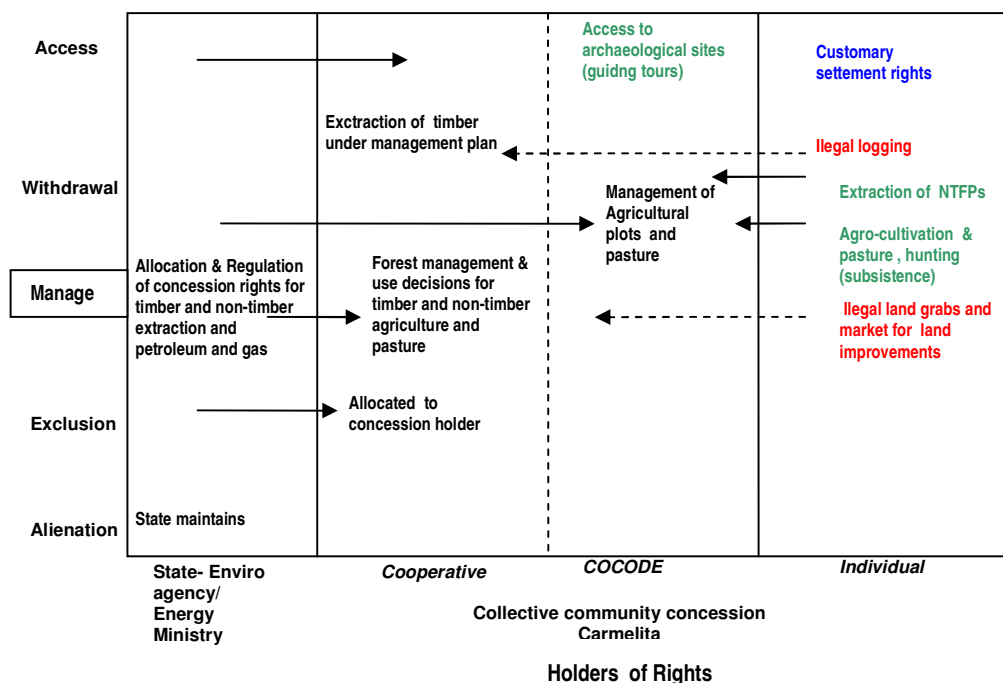 Access
Access to
archaeological sites
(guidng tours)
Customary
settement rights
Exctraction of timber
under management plan
Ilegal logging
Withdrawal
Management of
Agricultural
plots and
pasture
Extraction of NTFPs
Agro-cultivation &
pasture , hunting
(subsistence)
Manage
Allocation & Regulation
of concession rights for
timber and non-timber
extraction and
petroleum and gas
Forest management &
use decisions for
timber and non-timber
agriculture and
pasture
Ilegal land grabs and
market for land
improvements
Exclusion
Allocated to
concession holder
Alienation
State maintains
State- Enviro
agency/
Energy
Ministry
Cooperative
COCODE
Individual
Collective community concession
Carmelita
Holders of Rights